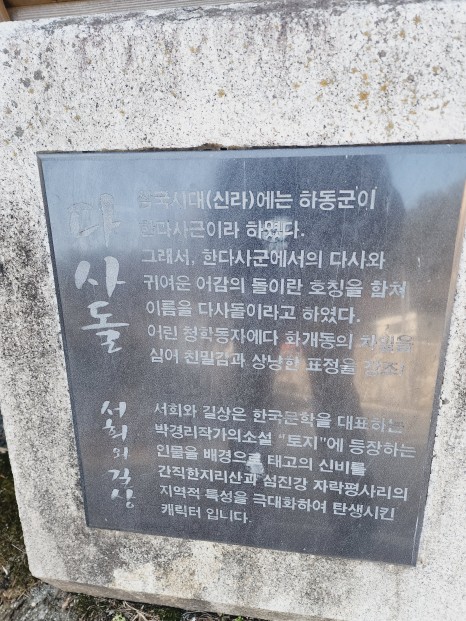 다사돌
삼국시대(신라)에는 하동군이
한다사군이라 하였다.
그래서, 한다사군에서의 다사와
귀여운 어감의 돌이란 호칭을 합쳐
이름을 다사돌이라고 하였다.
어린 청학동자에다 화개동의
심어 친밀감과 상냥한 표정을
서희와 길상
서희와 길상은 한국문학을 대표하는
박경리작가의소설 "토지"에 등장하는
인물을 배경으로 태고의 신비를
간직한지리산과 섬진강 자락평사리의
지역적 특성을 극대화하여 탄생시킨
캐릭터 입니다.